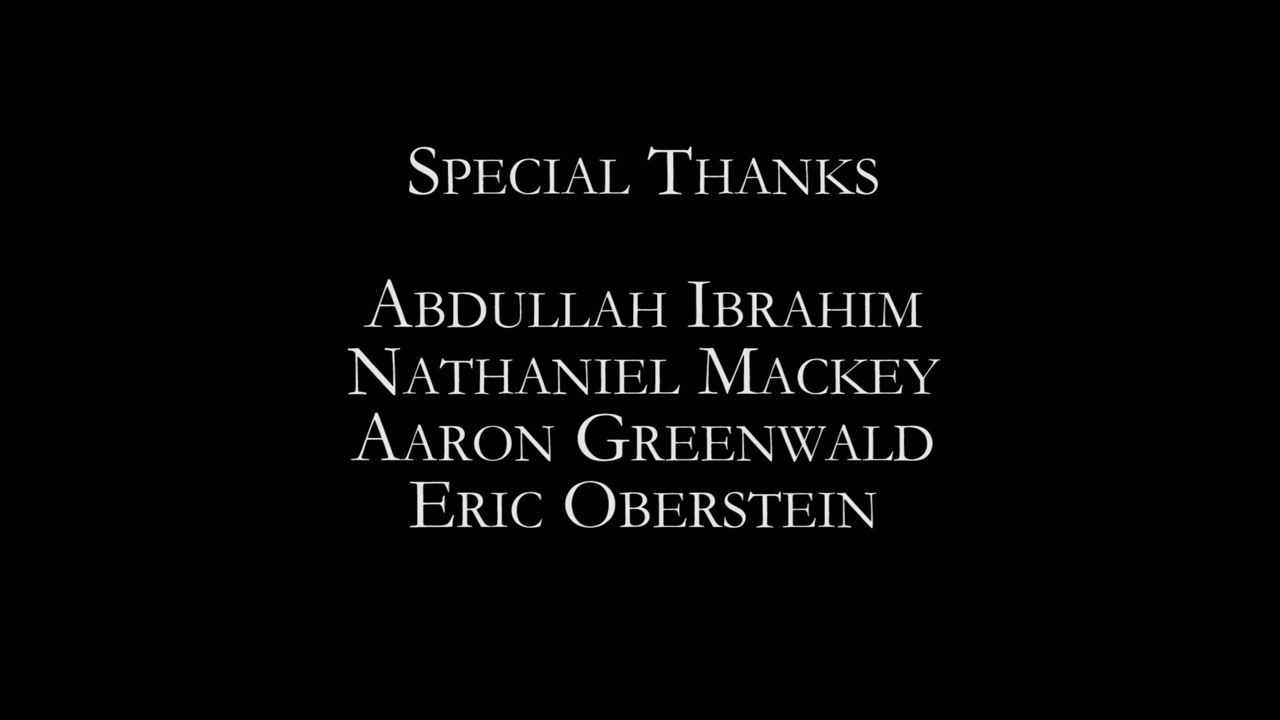 Special Thanks
Abdullah Ibrahim
Nathaniel Mackey
Aaron Greenwald
Eric Oberstein